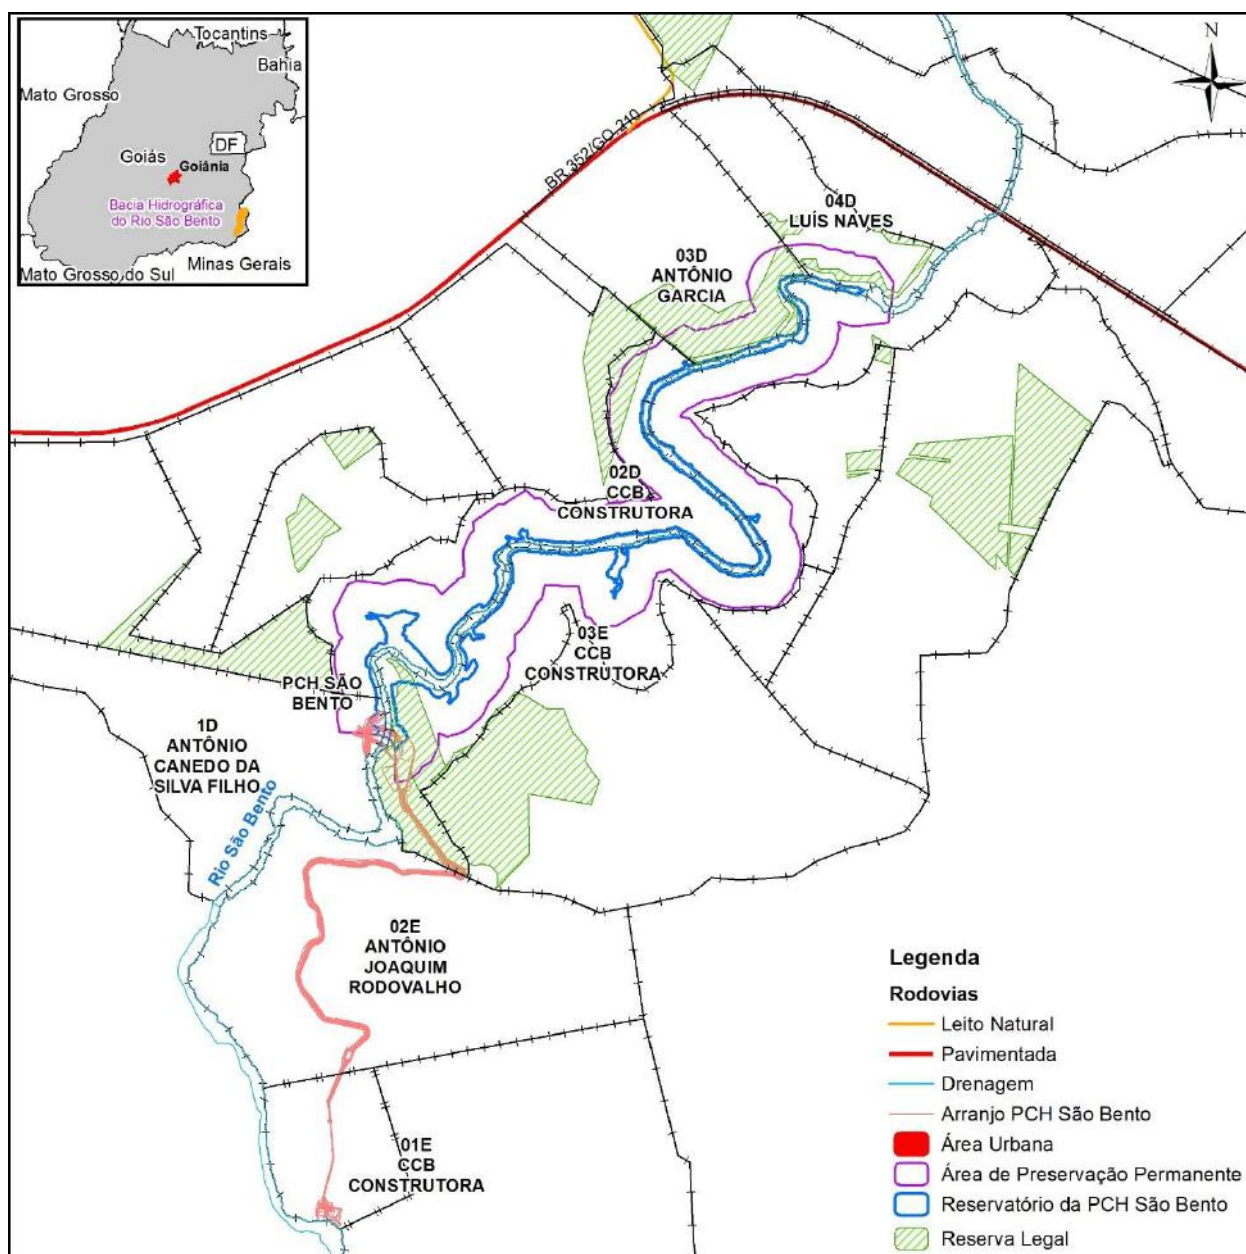 Tocantins
Bahia
Mato Grosso
DF
Goiás
Goiânia
Bacia Hidrográfica
do Rio São Bento
Mato Grosso do Sul
Minas Gerais
N
BR 352/GO 210
04D
LUÍS NAVES
03D
ANTÔNIO
GARCIA
02D
CCB
CONSTRUTORA
03E
CCB
CONSTRUTORA
PCH SÃO
BENTO
1D
ANTÔNIO
CANEDO DA
SILVA FILHO
Rio São Bento
02E
ANTÔNIO
JOAQUIM
RODOVALHO
01E
CCB
CONSTRUTORA
Legenda
Rodovias
Leito Natural
Pavimentada
Drenagem
Arranjo PCH São Bento
Área Urbana
Área de Preservação Permanente
Reservatório da PCH São Bento
Reserva Legal